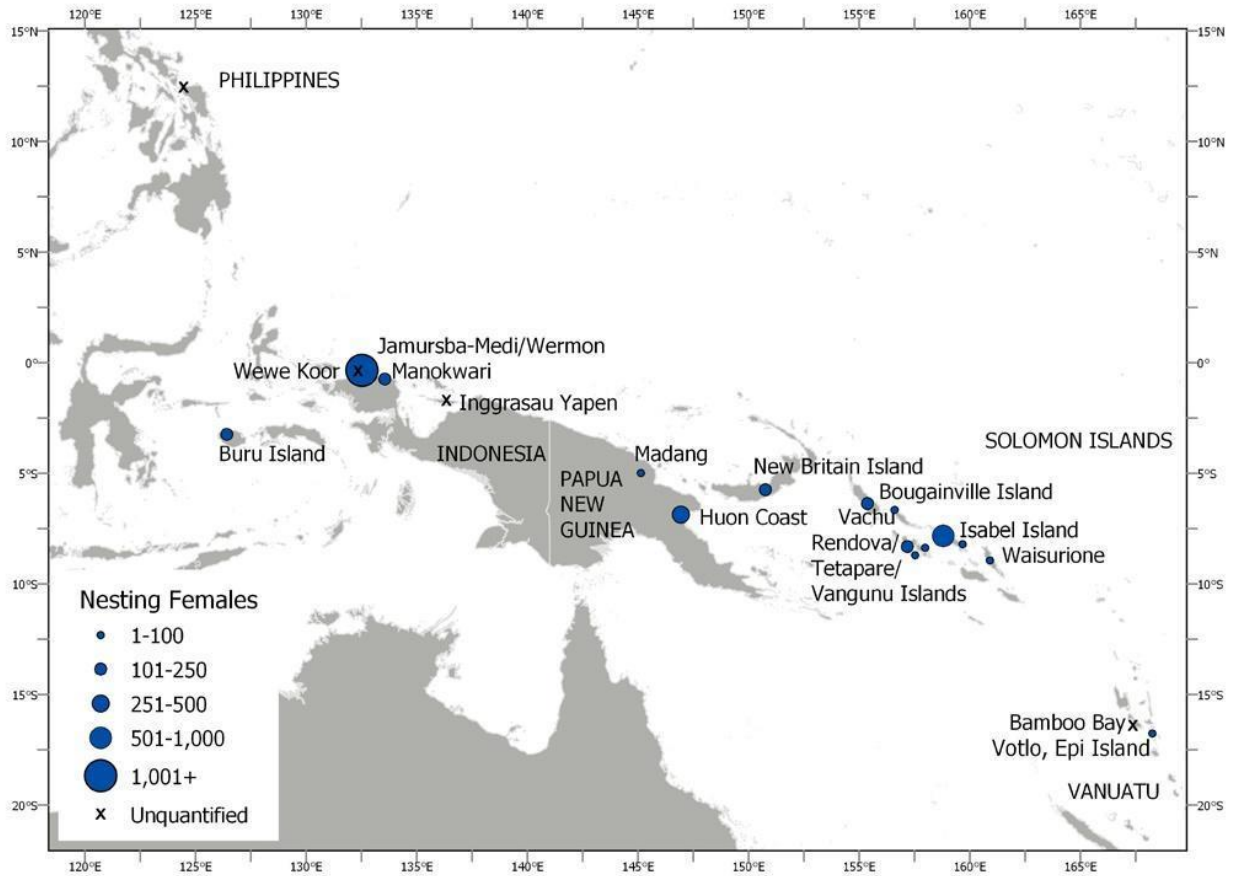 120°E 125°E 130°E 135°E 140°E 145°E 150°E 155°E 160°E 165°E
15°N 15°N
PHILIPPINES
x
10°N 10°N
5°N 5°N
Jamursba-Medi/Wermon
0° 0°
Wewe Koor x Manokwari
x Inggrasau Yapen
SOLOMON ISLANDS
Buru Island INDONESIA Madang
New Britain Island
5°S 5°S
PAPUA
NEW
GUINEA
Bougainville Island
Huon Coast Vachu
Isabel Island
Rendova/
Tetapare/
Vangunu Islands
Waisurione
10°S 10°S
Nesting Females
1-100
101-250
251-500
501-1,000
1,001+
x Unquantified
15°S 15°S
Bamboo Bay x
Votlo, Epi Island
VANUATU
20°S 20°S
120°E 125°E 130°E 135°E 140°E 145°E 150°E 155°E 160°E 165°E